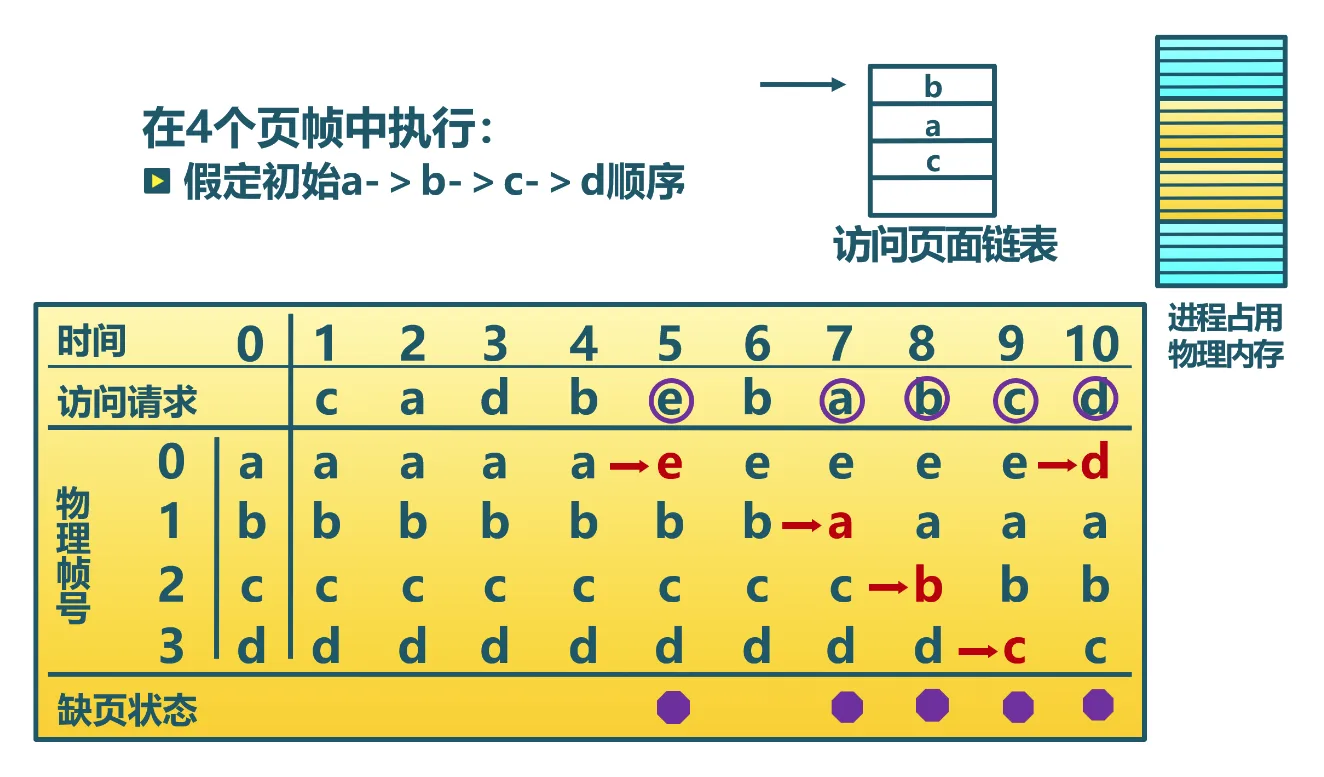 在4个页帧中执行：
假定初始a- > b- > c- > d顺序
b
a
c
访问页面链表
进程占用
物理内存
时间 0 1 2 3 4 5 6 7 8 9 10
访问请求 c a d b e b a b c d
物理帧号
0 a a a a a e e e e e d
1 b b b b b b b a a a a
2 c c c c c c c c b b b
3 d d d d d d d d d c c
缺页状态